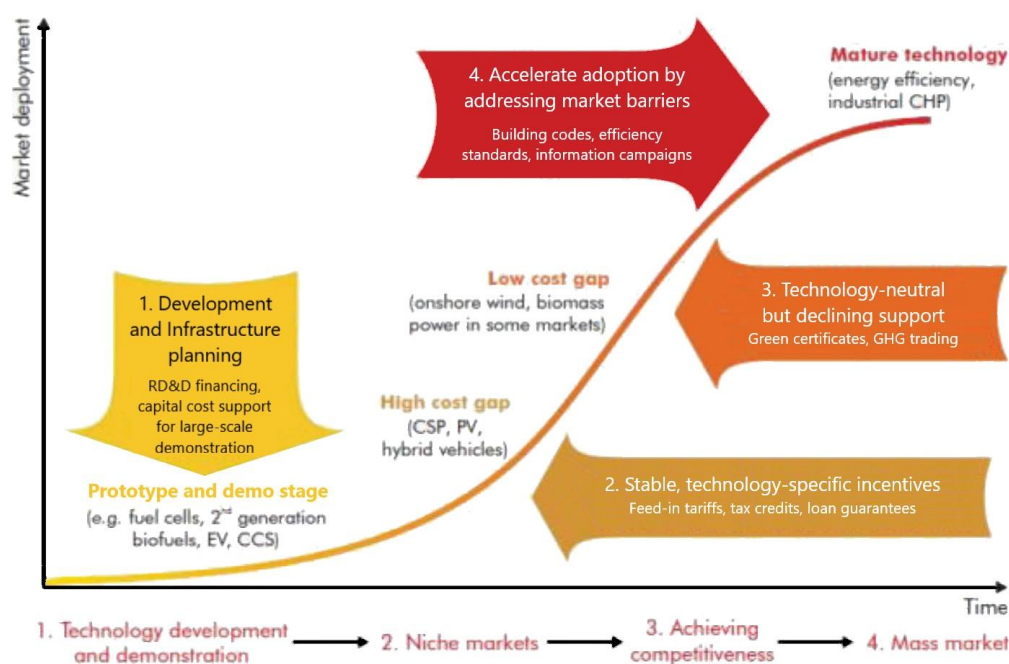 Market deployment
4. Accelerate adoption by
addressing market barriers
Building codes, efficiency
standards, information campaigns
Mature technology
(energy efficiency,
industrial CHP)
1. Development
and Infrastructure
planning
RD&D financing,
capital cost support
for large-scale
demonstration
Low cost gap
(onshore wind, biomass
power in some markets)
3. Technology-neutral
but declining support
Green certificates, GHG trading
High cost gap
(CSP, PV,
hybrid vehicles)
Prototype and demo stage
(e.g. fuel cells, 2nd generation
biofuels, EV, CCS)
2. Stable, technology-specific incentives
Feed-in tariffs, tax credits, loan guarantees
Time
1. Technology development
and demonstration
2. Niche markets
3. Achieving
competitiveness
4. Mass market